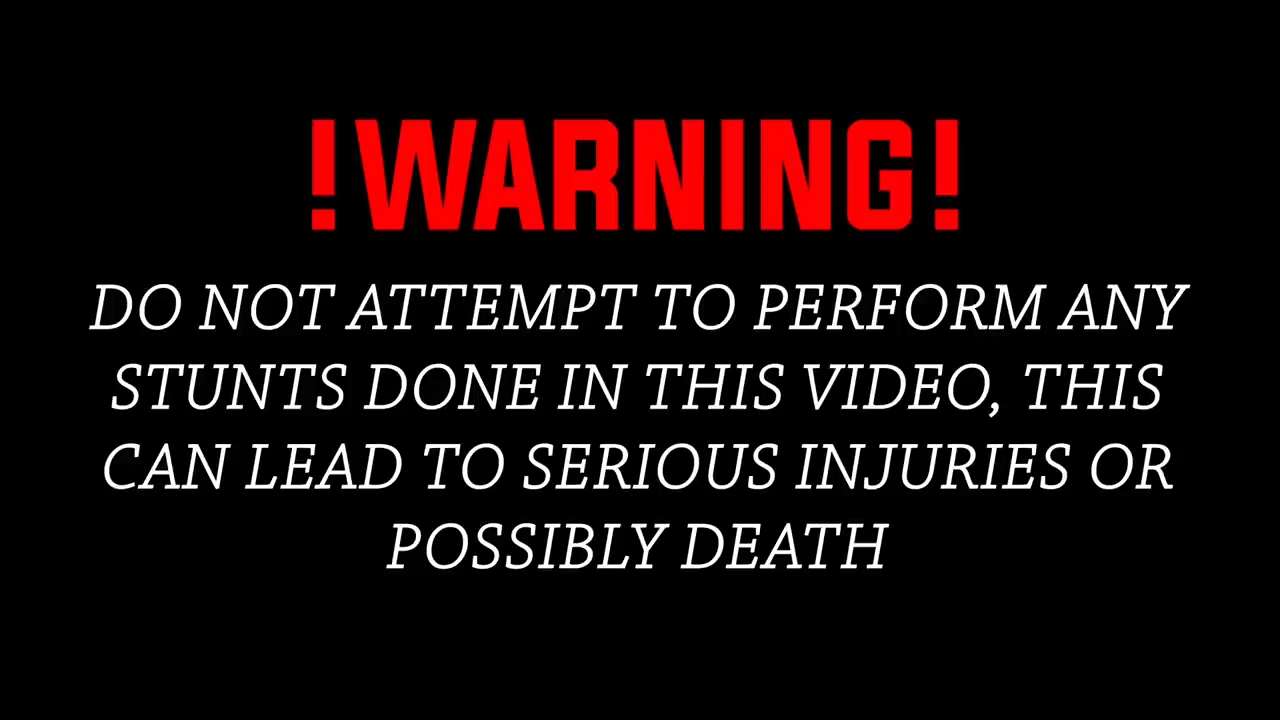 !WARNING!
DO NOT ATTEMPT TO PERFORM ANY
STUNTS DONE IN THIS VIDEO, THIS
CAN LEAD TO SERIOUS INJURIES OR
POSSIBLY DEATH